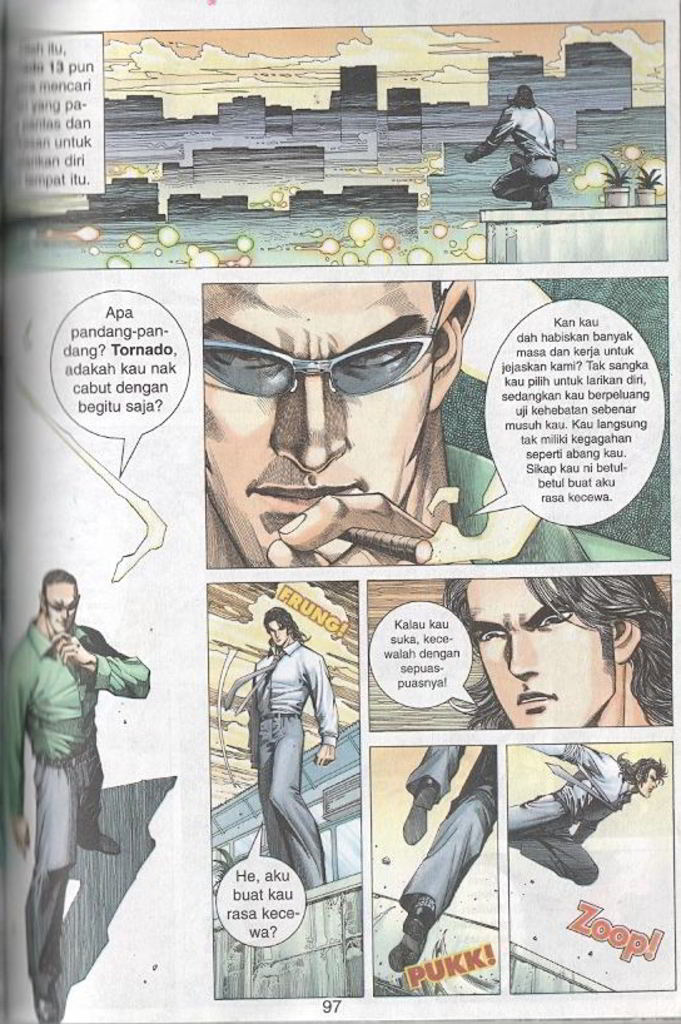 itu,
13 pun
mencari
yang pa-
dan
untuk
diri
itu.
Apa
pandang-pan-
dang? Tornado,
adakah kau nak
cabut dengan
begitu saja?
Kan kau
dah habiskan banyak
masa dan kerja untuk
jejaskan kami? Tak sangka
kau pilih untuk larikan diri,
sedangkan kau berpeluang
uji kehebatan sebenar
musuh kau. Kau langsung
tak miliki kegagahan
seperti abang kau.
Sikap kau ni betul-
betul buat aku
rasa kecewa.
FRUNG!
He, aku
buat kau
rasa kece-
wa?
Kalau kau
suka, kece-
walah dengan
sepuas-
puasnya!
PUKK!
Zoop!
97